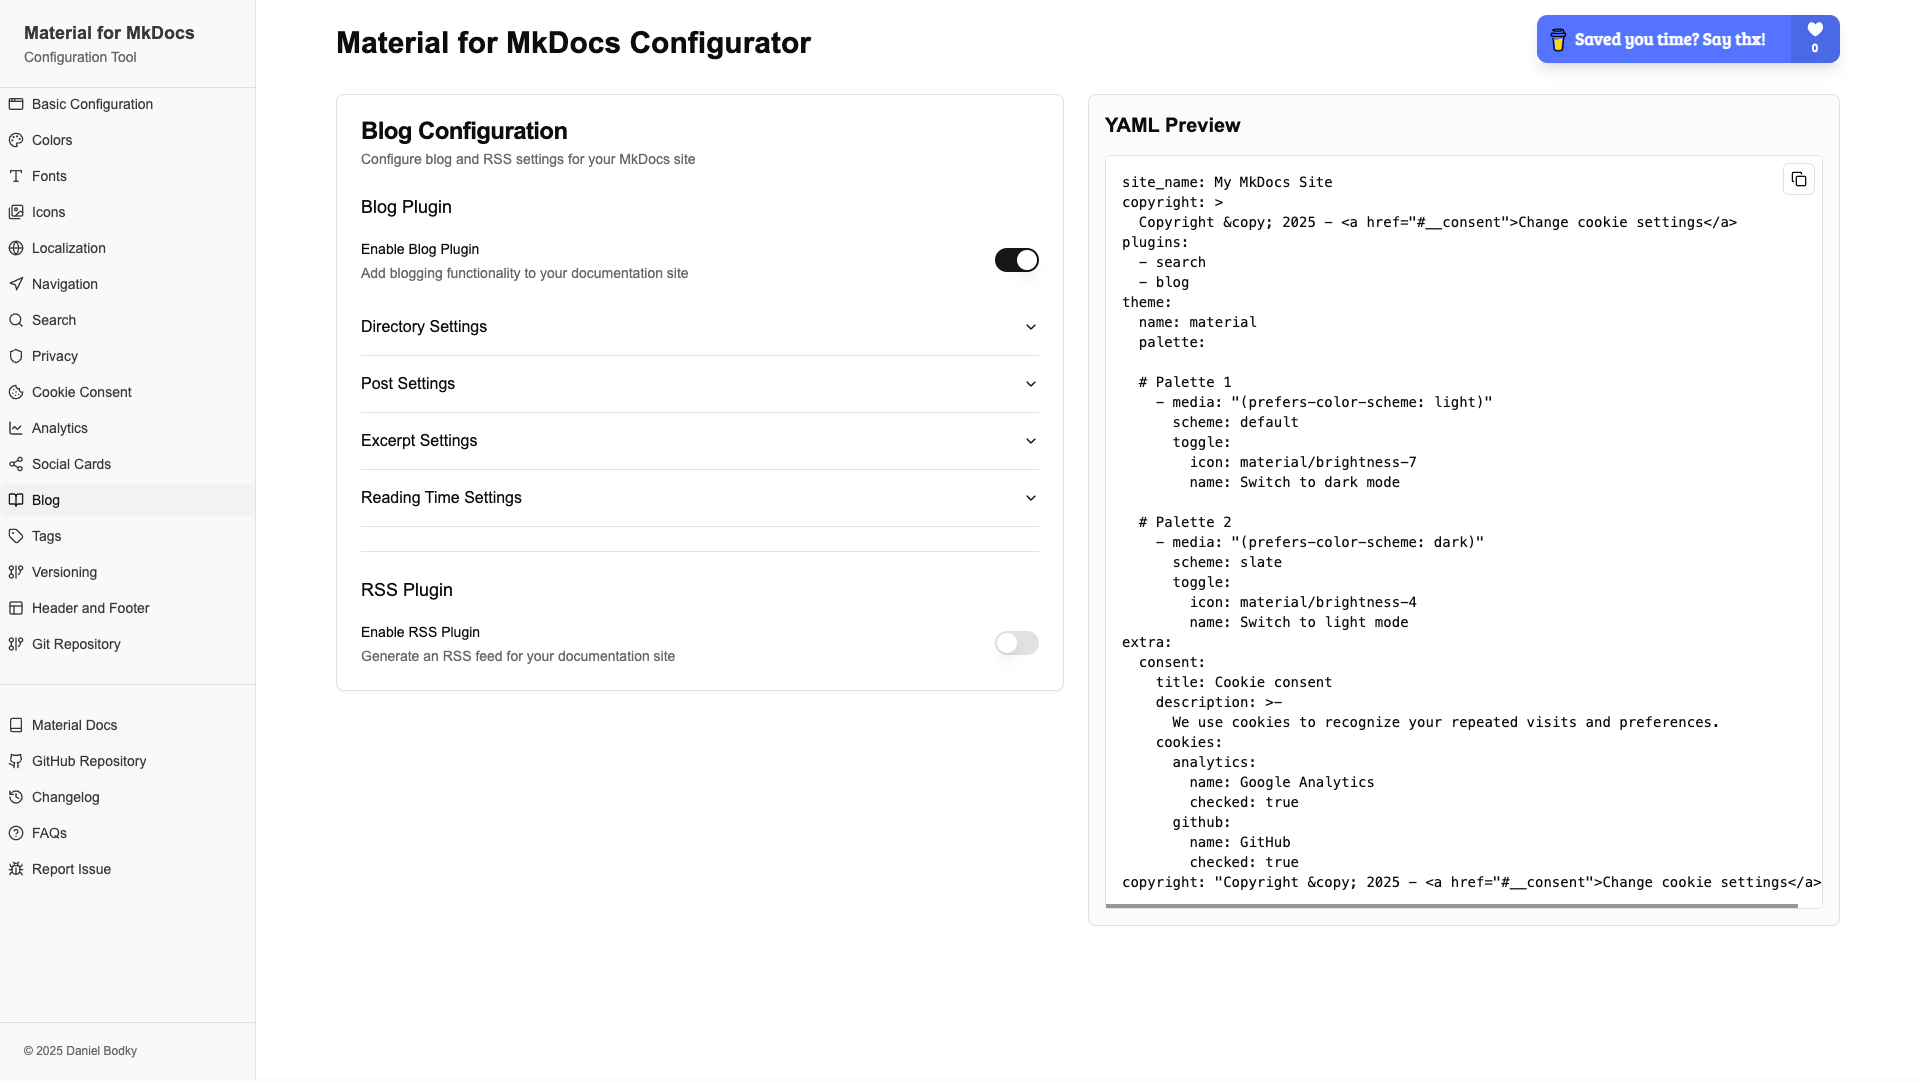 Material for MkDocs
Configuration Tool
Basic Configuration
Colors
Fonts
Icons
Localization
Navigation
Search
Privacy
Cookie Consent
Analytics
Social Cards
Blog
Tags
Versioning
Header and Footer
Git Repository
Material Docs
GitHub Repository
Changelog
FAQs
Report Issue
© 2025 Daniel Bodky
Material for MkDocs Configurator
Saved you time? Say thx!
0
Blog Configuration
Configure blog and RSS settings for your MkDocs site
Blog Plugin
Enable Blog Plugin
Add blogging functionality to your documentation site
Directory Settings
Post Settings
Excerpt Settings
Reading Time Settings
RSS Plugin
Enable RSS Plugin
Generate an RSS feed for your documentation site
YAML Preview
site_name: My MkDocs Site
copyright: >
  Copyright &copy; 2025 – <a href="#__consent">Change cookie settings</a>
plugins:
  – search
  – blog
theme:
  name: material
  palette:
  # Palette 1
    – media: "(prefers-color-scheme: light)"
      scheme: default
      toggle:
        icon: material/brightness-7
        name: Switch to dark mode
  # Palette 2
    – media: "(prefers-color-scheme: dark)"
      scheme: slate
      toggle:
        icon: material/brightness-4
        name: Switch to light mode
extra:
  consent:
    title: Cookie consent
    description: >-
      We use cookies to recognize your repeated visits and preferences.
    cookies:
      analytics:
        name: Google Analytics
        checked: true
      github:
        name: GitHub
        checked: true
copyright: "Copyright &copy; 2025 – <a href="#__consent">Change cookie settings</a>